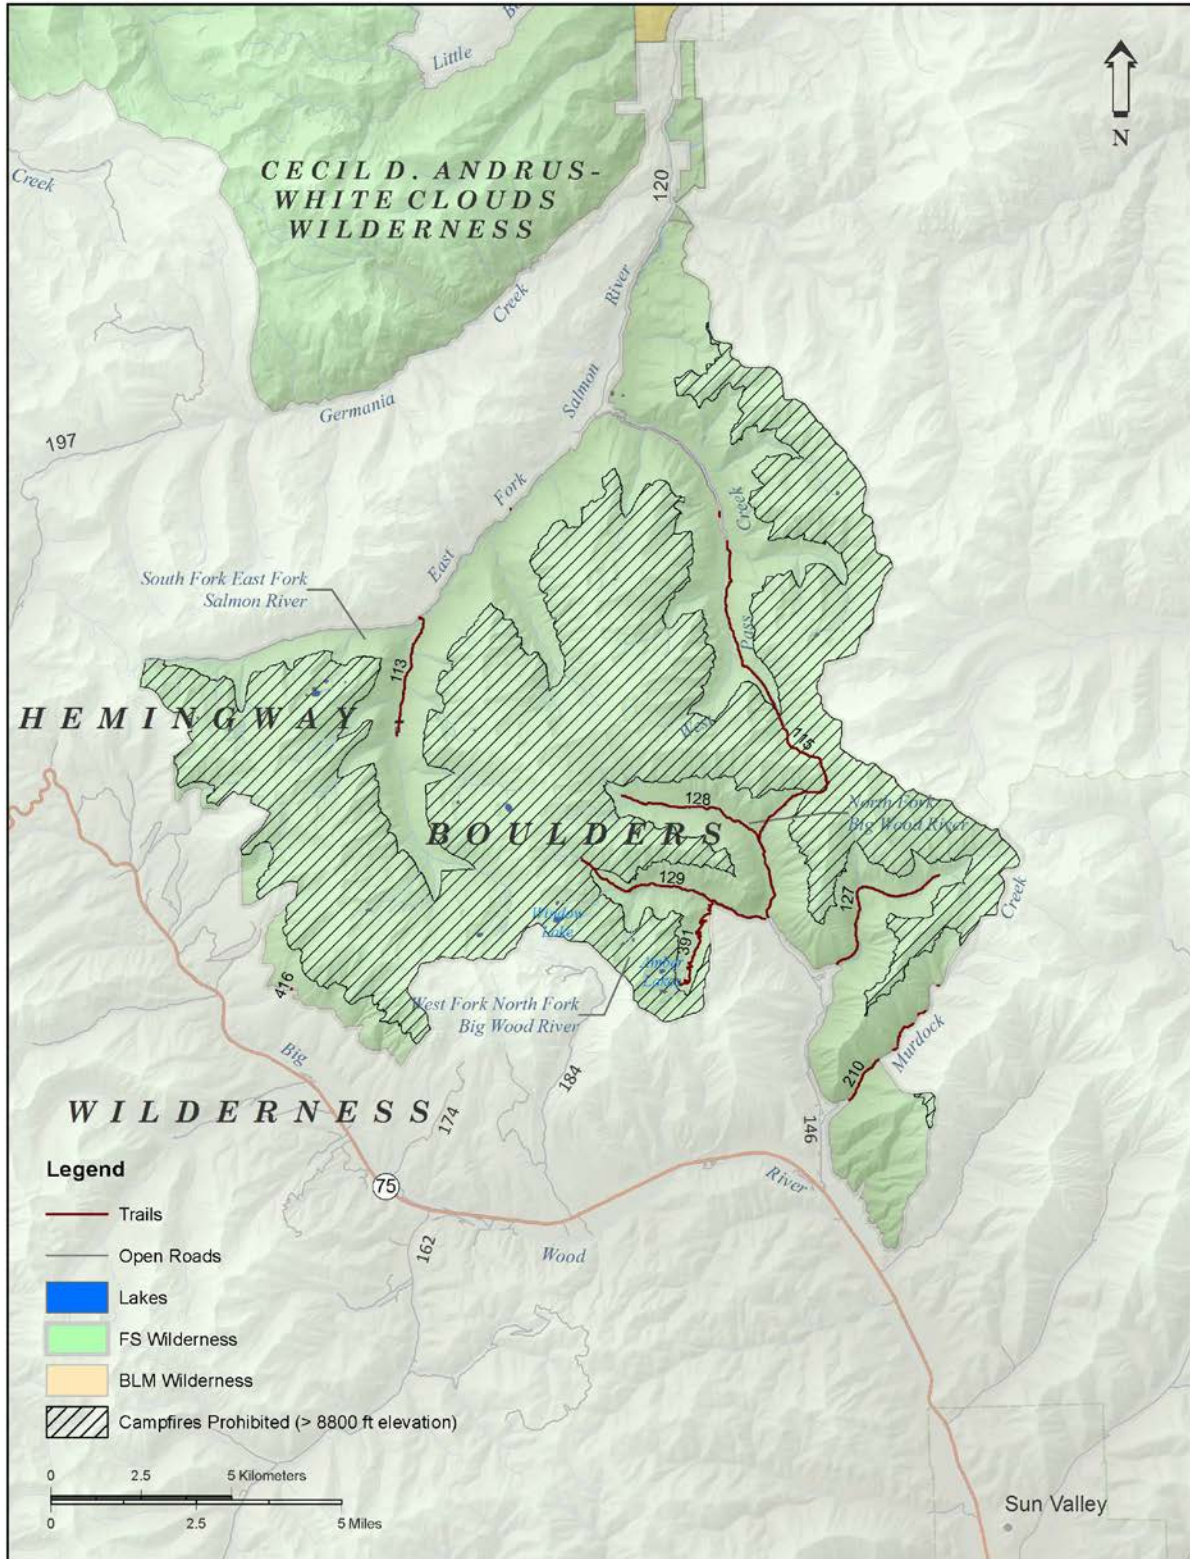 Little
Creek
CECIL D. ANDRUS-
WHITE CLOUDS
WILDERNESS
N
120
Creek
River
Salmon
Germania
197
Fork
Creek
East
South Fork East Fork
Salmon River
Pass
113
HEMINGWAY
West
115
128
North Fork
Big Wood River
BOULDERS
129
127
Creek
Window
Lake
391
Amber
Lakes
416
West Fork North Fork
Big Wood River
Murdock
Big
184
210
WILDERNESS
174
146
Legend
75
River
Trails
162
Wood
Open Roads
Lakes
FS Wilderness
BLM Wilderness
Campfires Prohibited (> 8800 ft elevation)
0 2.5 5 Kilometers
0 2.5 5 Miles
Sun Valley